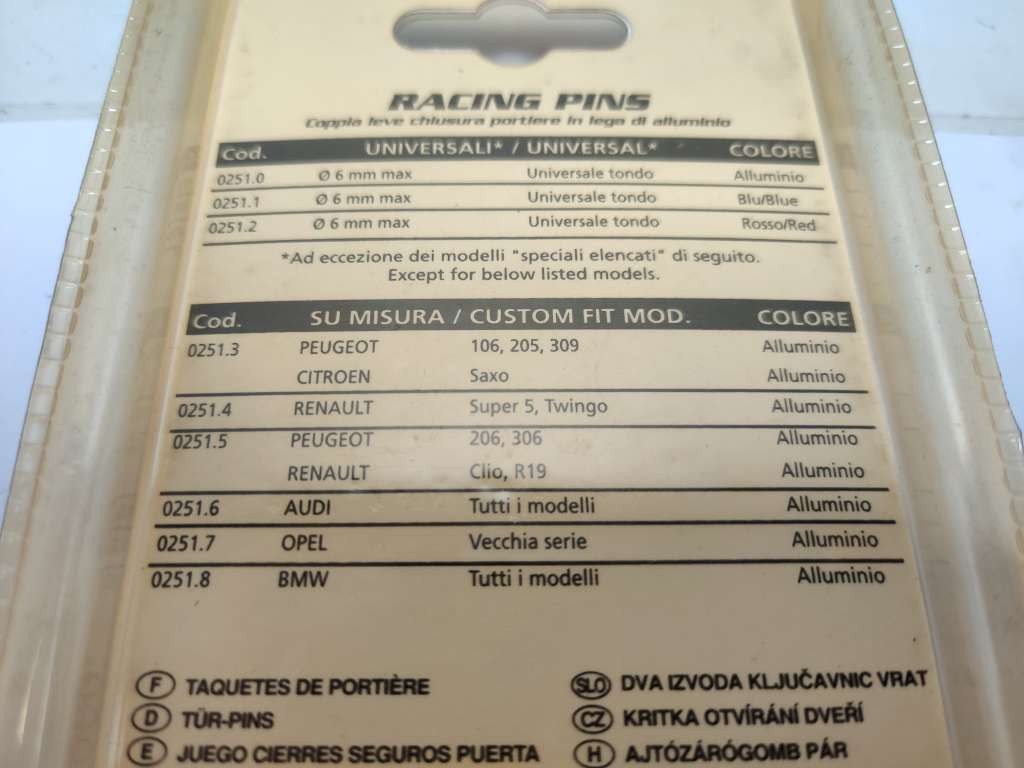 RACING PINS
Coppia leve chiusura portiere in lega di alluminio
Cod. UNIVERSALI* / UNIVERSAL* COLORE
0251.0 Ø 6 mm max Universale tondo Alluminio
0251.1 Ø 6 mm max Universale tondo Blu/Blue
0251.2 Ø 6 mm max Universale tondo Rosso/Red
*Ad eccezione dei modelli "speciali elencati" di seguito.
Except for below listed models.
Cod. SU MISURA / CUSTOM FIT MOD. COLORE
0251.3 PEUGEOT 106, 205, 309 Alluminio
CITROEN Saxo Alluminio
0251.4 RENAULT Super 5, Twingo Alluminio
0251.5 PEUGEOT 206, 306 Alluminio
RENAULT Clio, R19 Alluminio
0251.6 AUDI Tutti i modelli Alluminio
0251.7 OPEL Vecchia serie Alluminio
0251.8 BMW Tutti i modelli Alluminio
F TAQUETES DE PORTIÈRE
D TÜR-PINS
E JUEGO CIERRES SEGUROS PUERTA
SLO DVA IZVODA KLJUČAVNIC VRAT
CZ KRITKA OTVÍRÁNÍ DVEŘÍ
H AJTÓZÁRÓGOMB PÁR